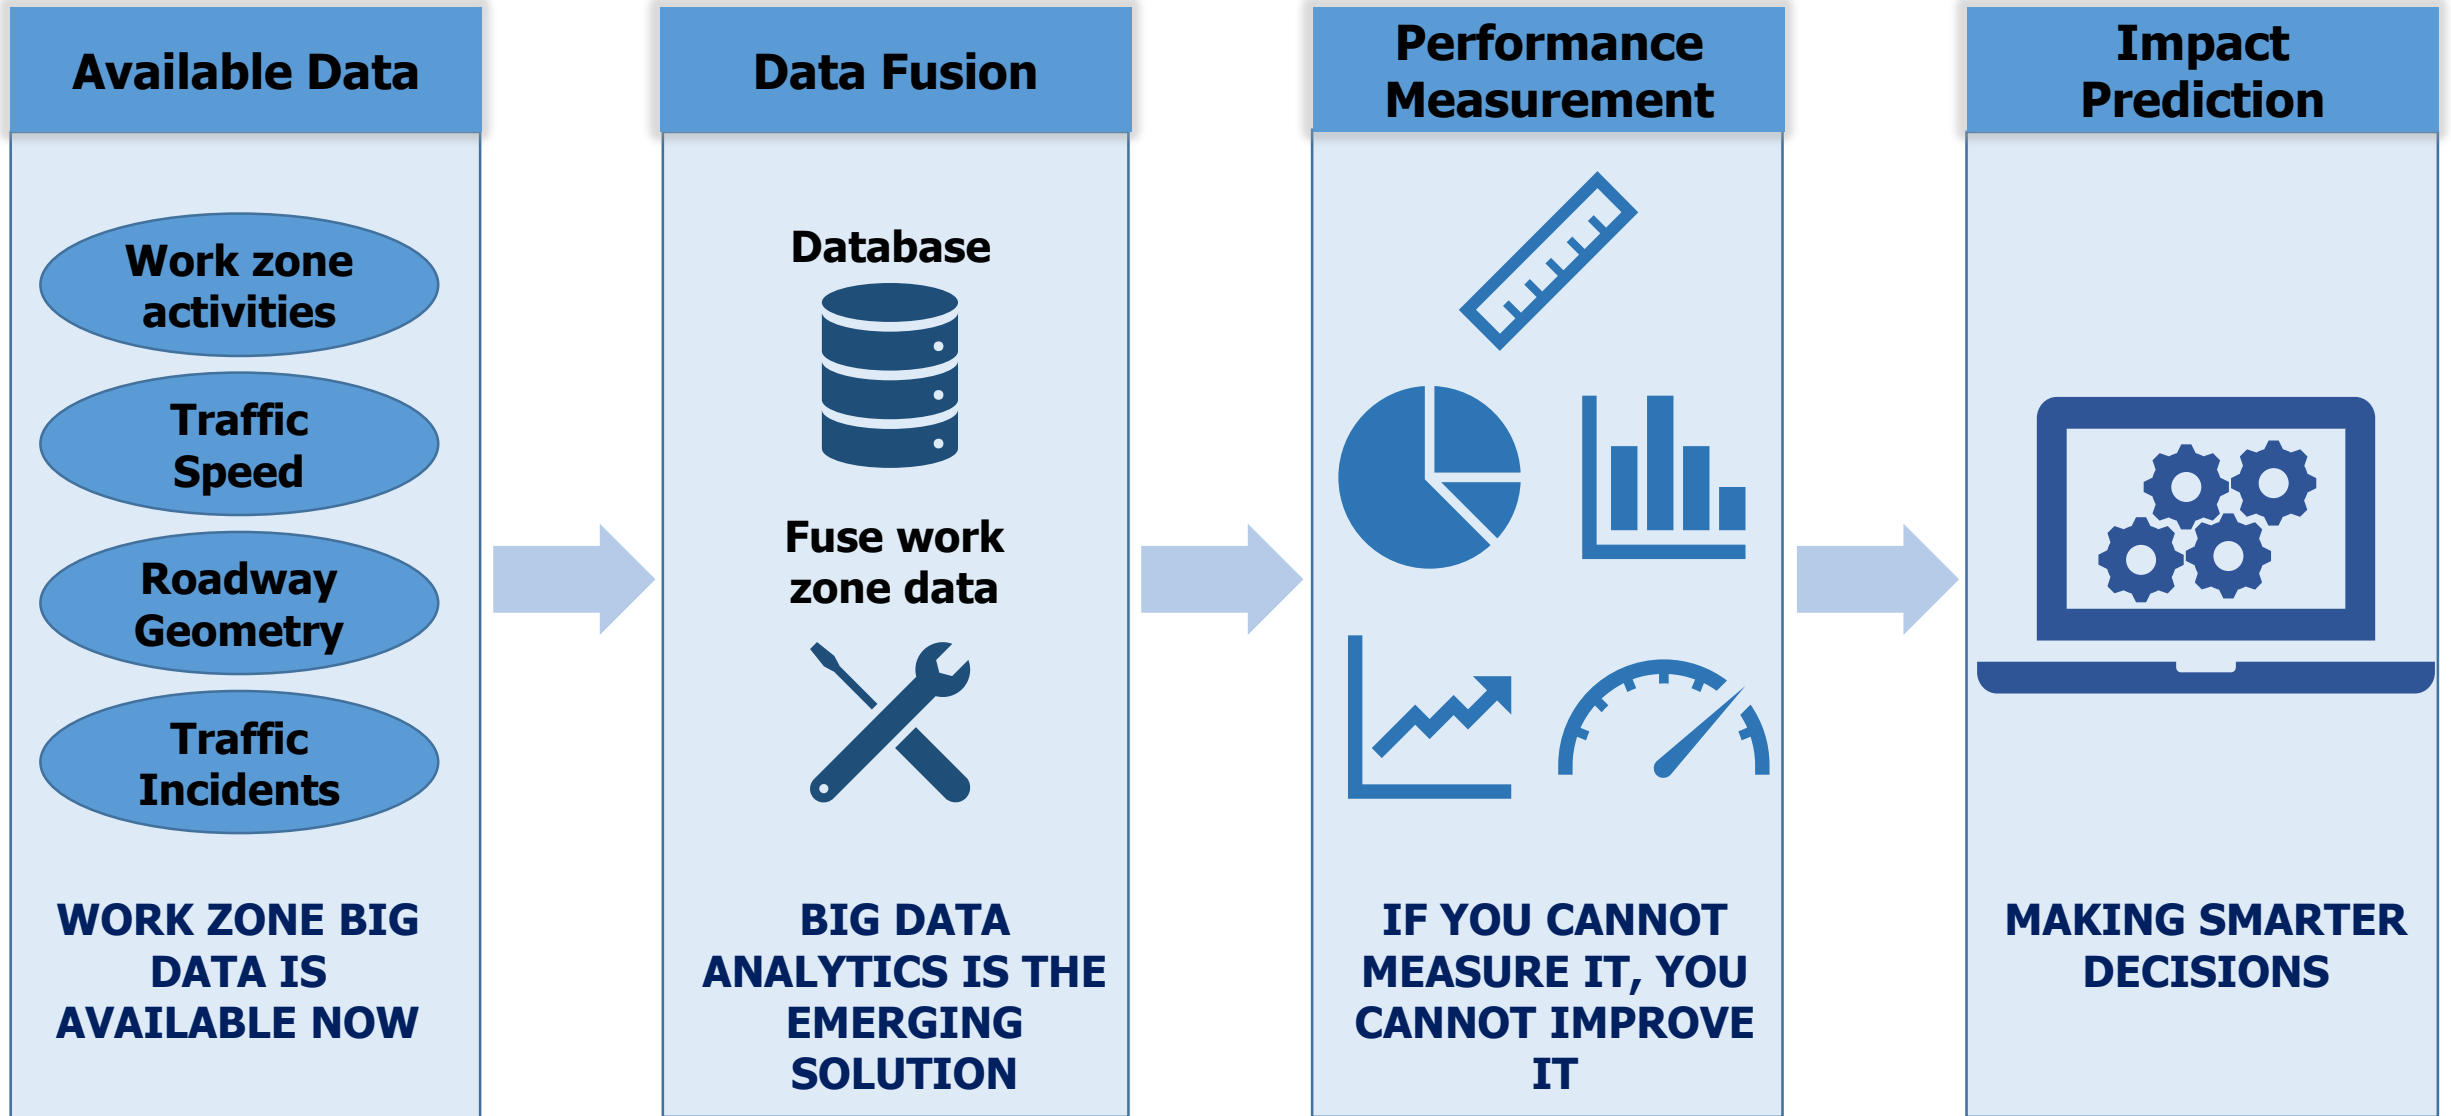 Available Data
Work zone
activities
Traffic
Speed
Roadway
Geometry
Traffic
Incidents
WORK ZONE BIG
DATA IS
AVAILABLE NOW
Data Fusion
Database
Fuse work
zone data
BIG DATA
ANALYTICS IS THE
EMERGING
SOLUTION
Performance
Measurement
IF YOU CANNOT
MEASURE IT, YOU
CANNOT IMPROVE
IT
Impact
Prediction
MAKING SMARTER
DECISIONS